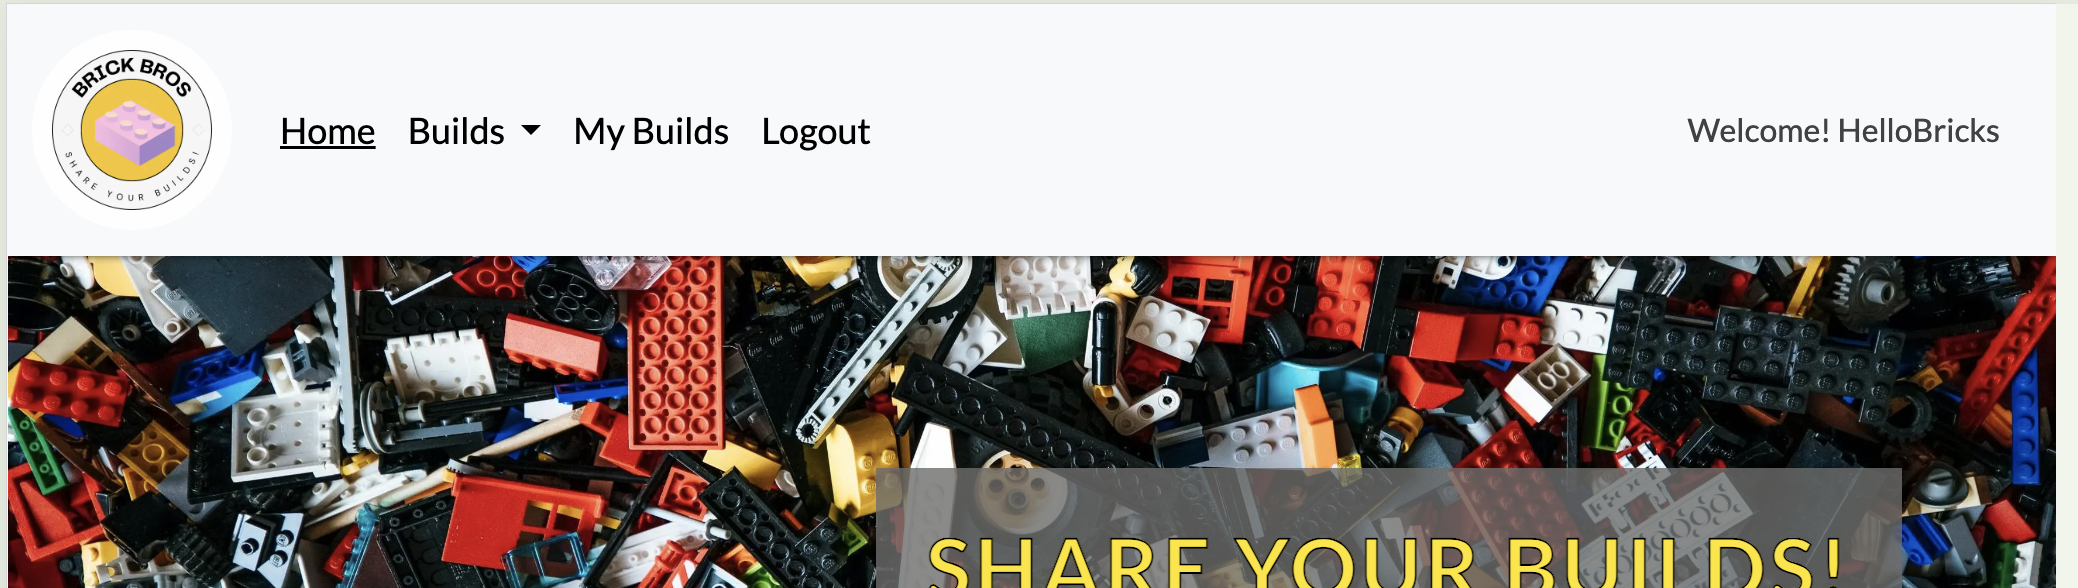 BRICK BROS
SHARE YOUR BUILDS!
Home Builds My Builds Logout
Welcome! HelloBricks
SHARE YOUR BUILDS!